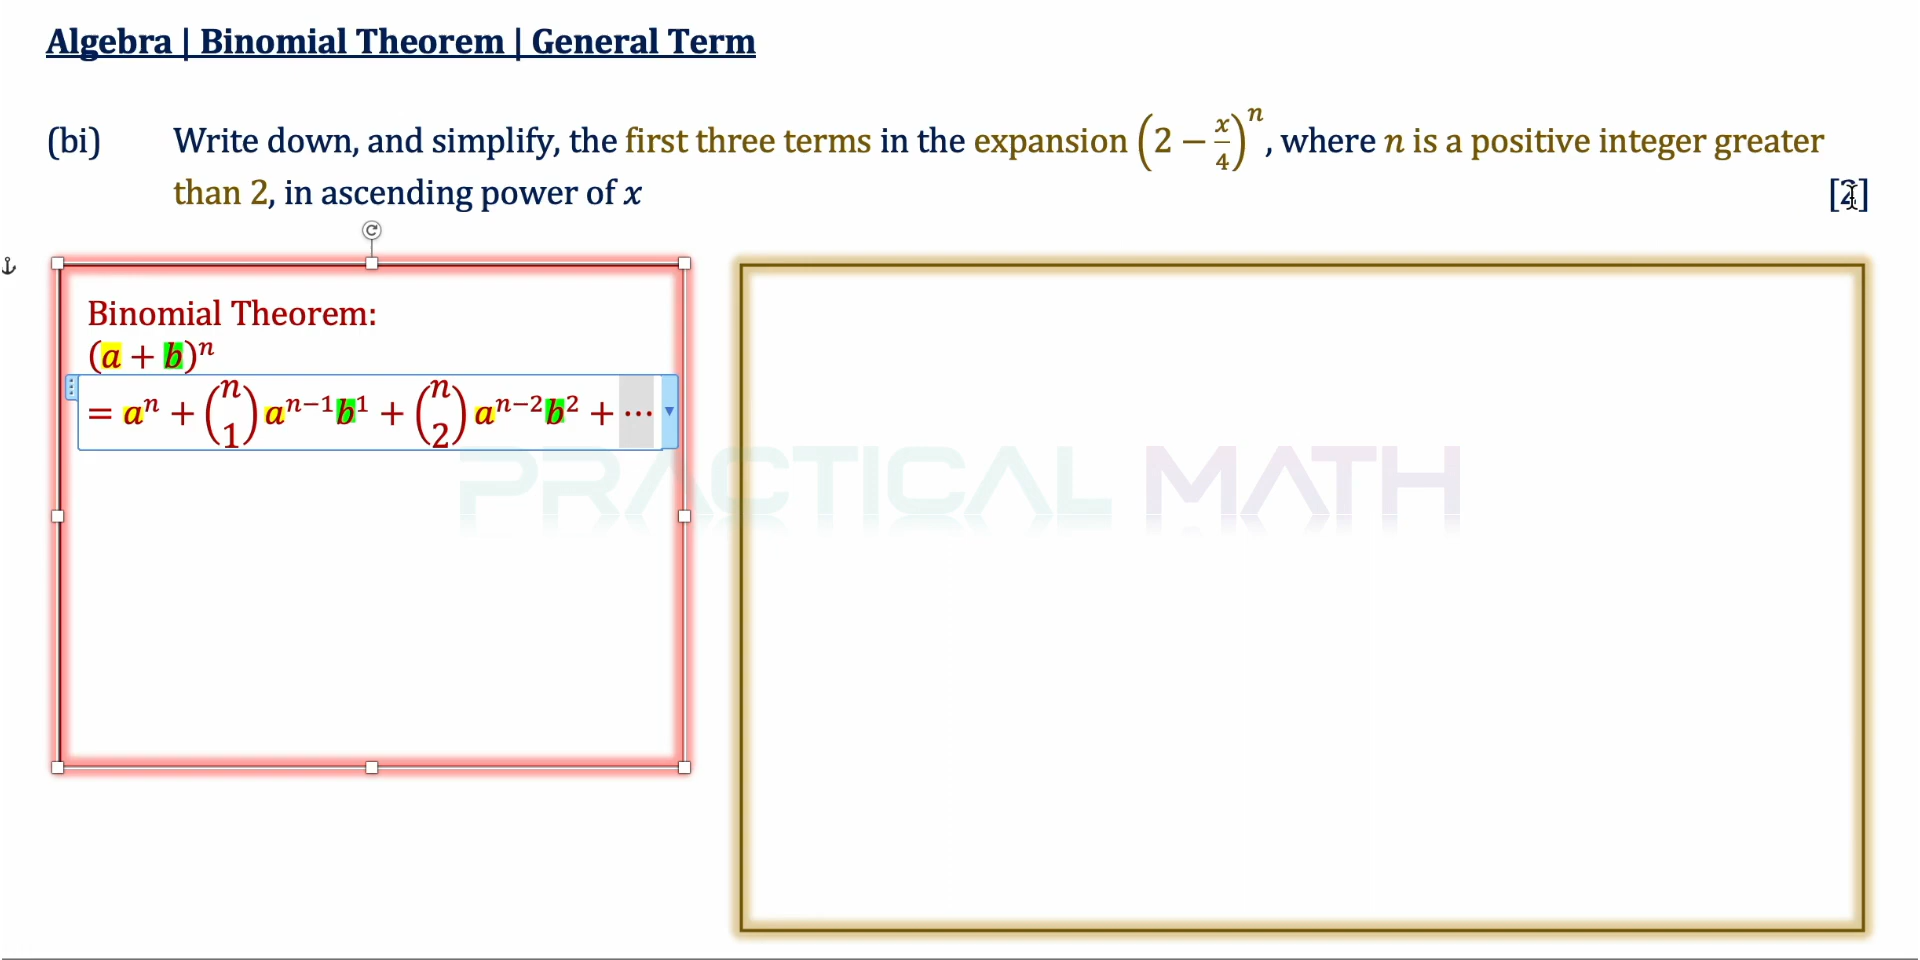 Algebra | Binomial Theorem | General Term
(bi) Write down, and simplify, the first three terms in the expansion (2 − x/4)^n, where n is a positive integer greater
than 2, in ascending power of x [2]
Binomial Theorem:
(a + b)^n
= a^n + (n 1) a^(n−1) b^1 + (n 2) a^(n−2) b^2 + ⋯
PRACTICAL MATH